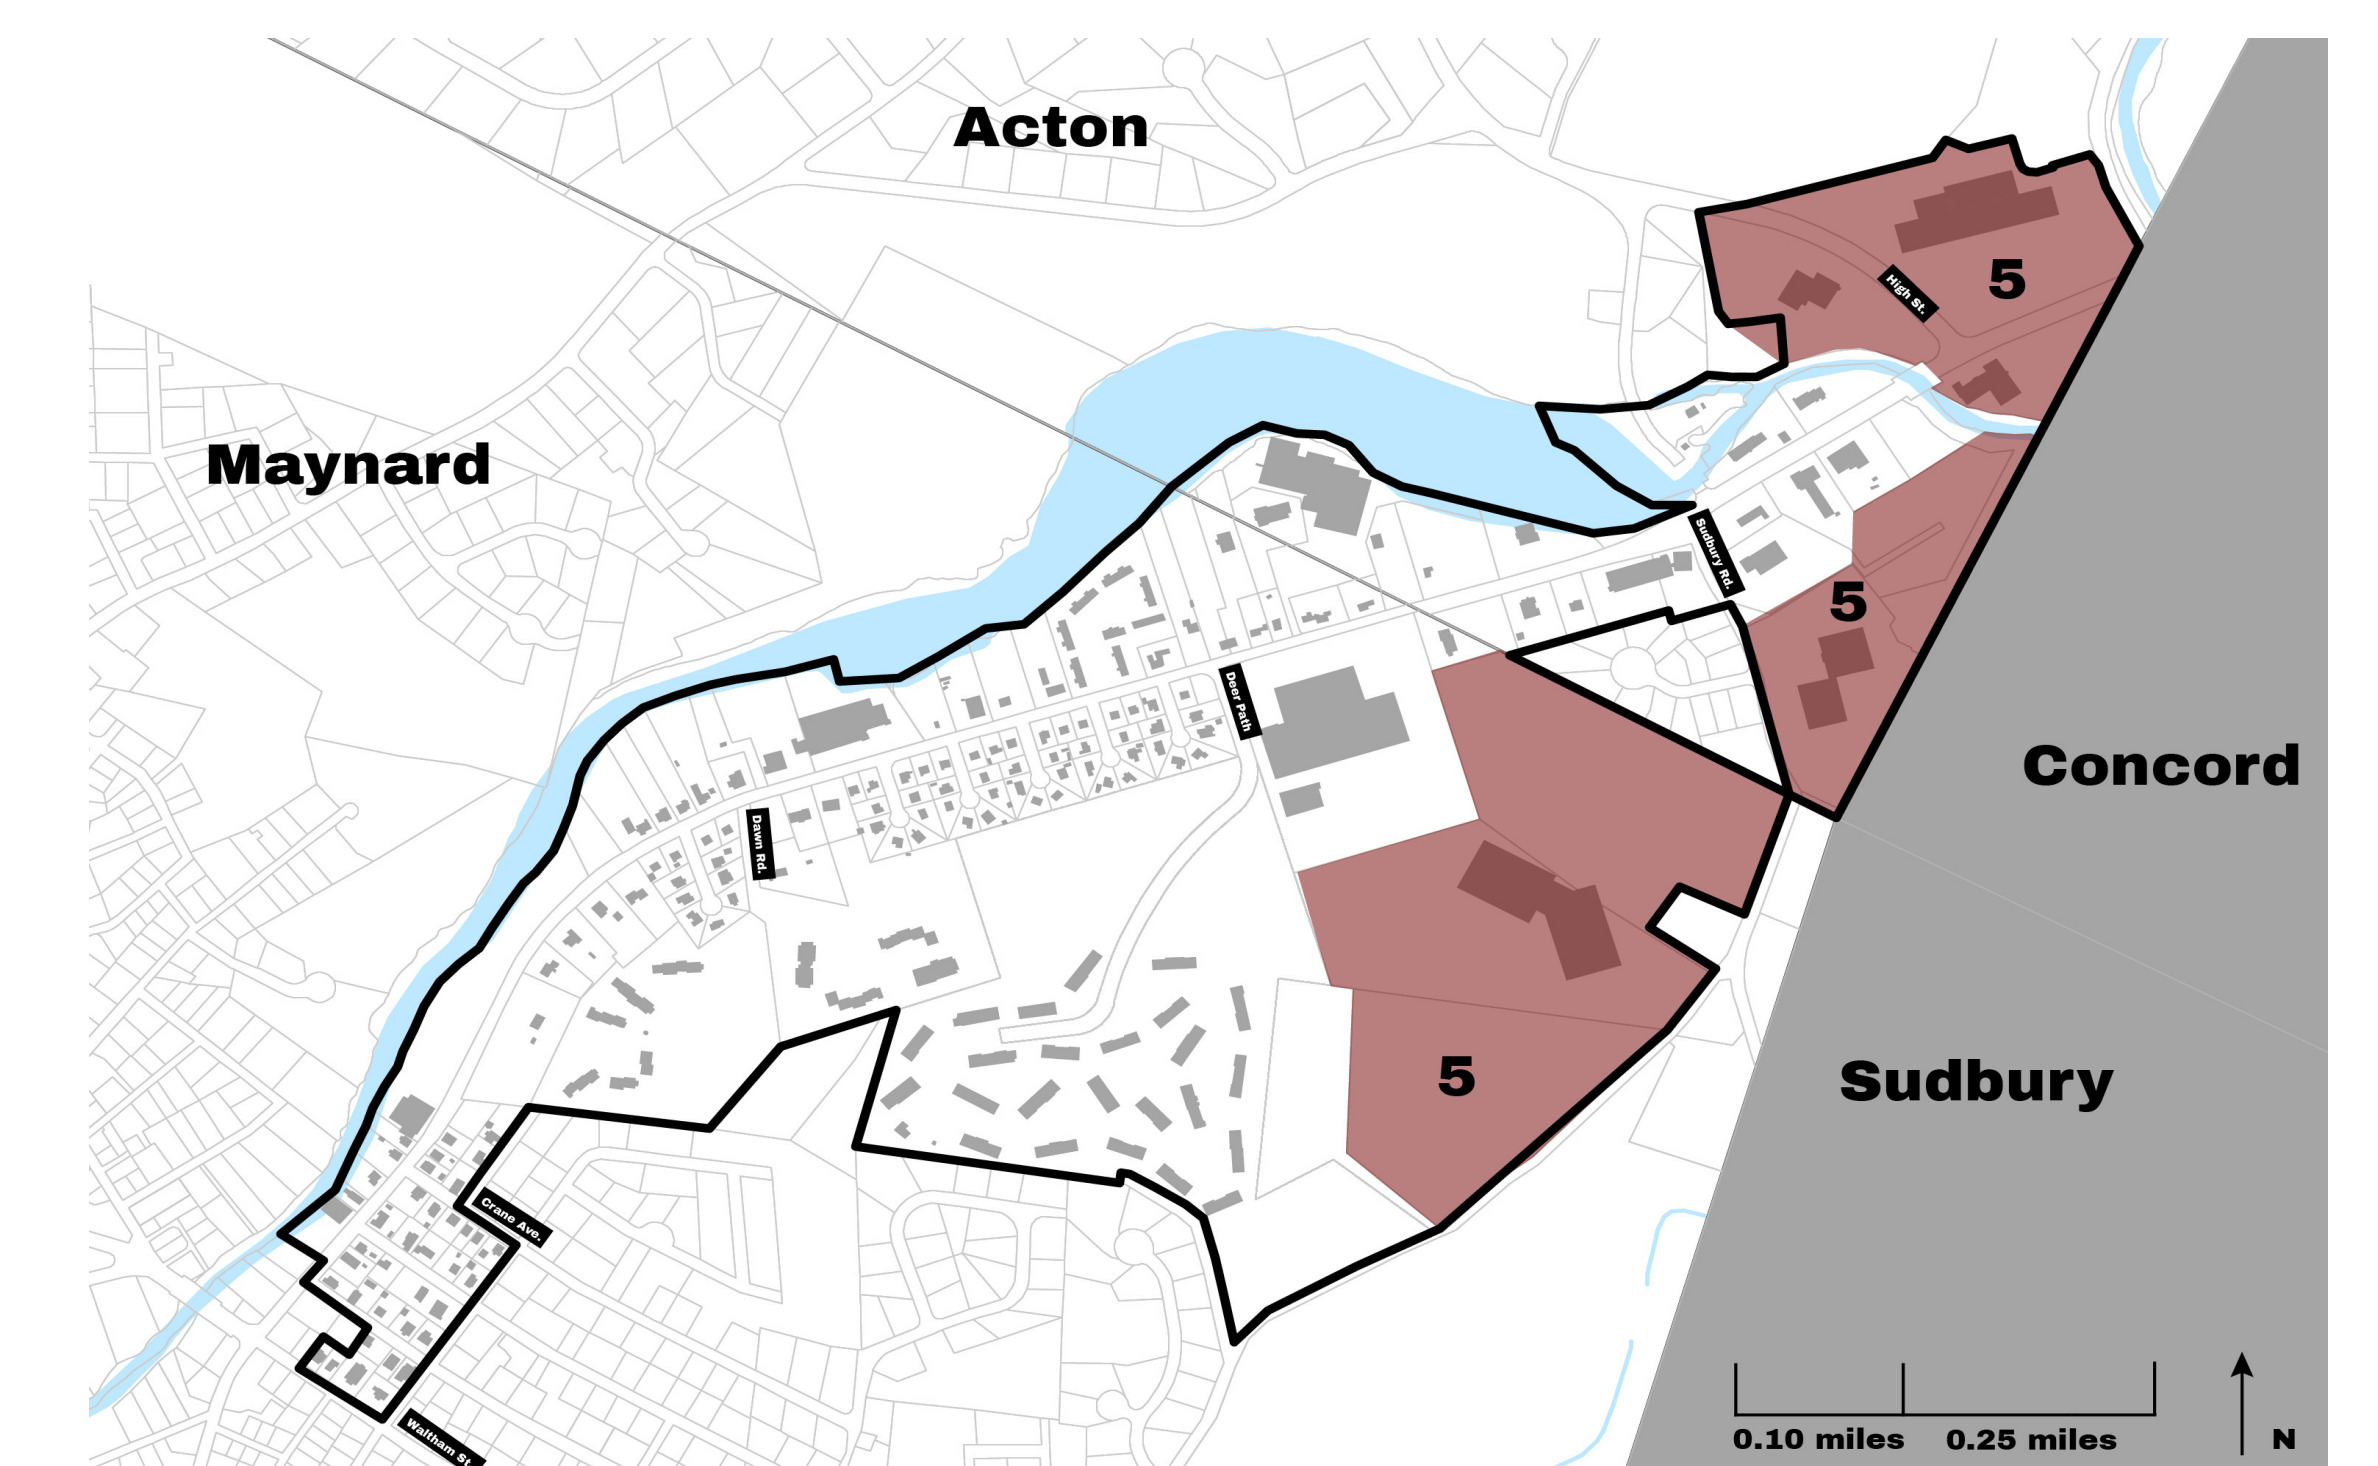 Acton
5
High St.
Maynard
Sudbury Rd.
5
Deer Path
Concord
Dawn Rd.
5
Sudbury
Crane Ave.
Waltham st.
0.10 miles
0.25 miles
N